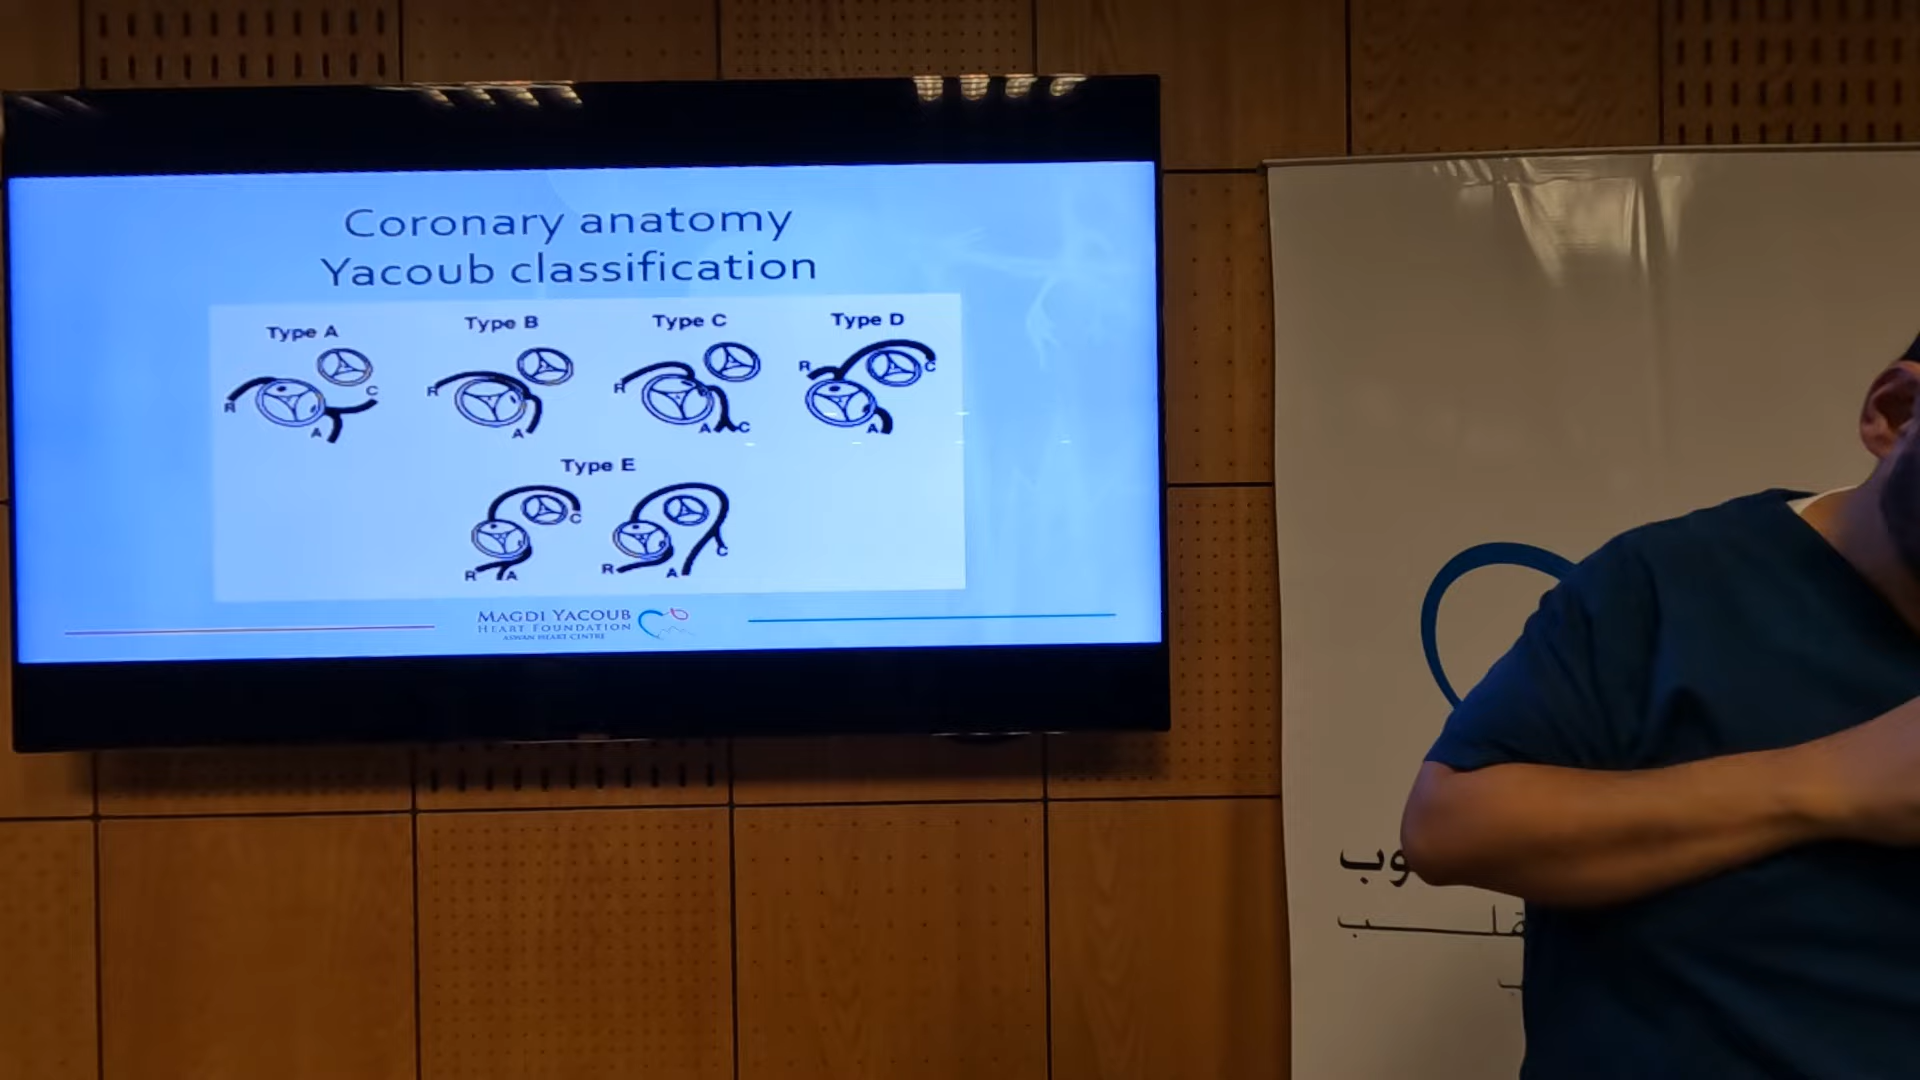 Coronary anatomy
Yacoub classification
Type A
Type B
Type C
Type D
R
C
A
R
A
R
A
C
R
C
A
Type E
R
A
C
R
A
C
MAGDI YACOUB
HEART FOUNDATION
ASWAN HEART CENTRE